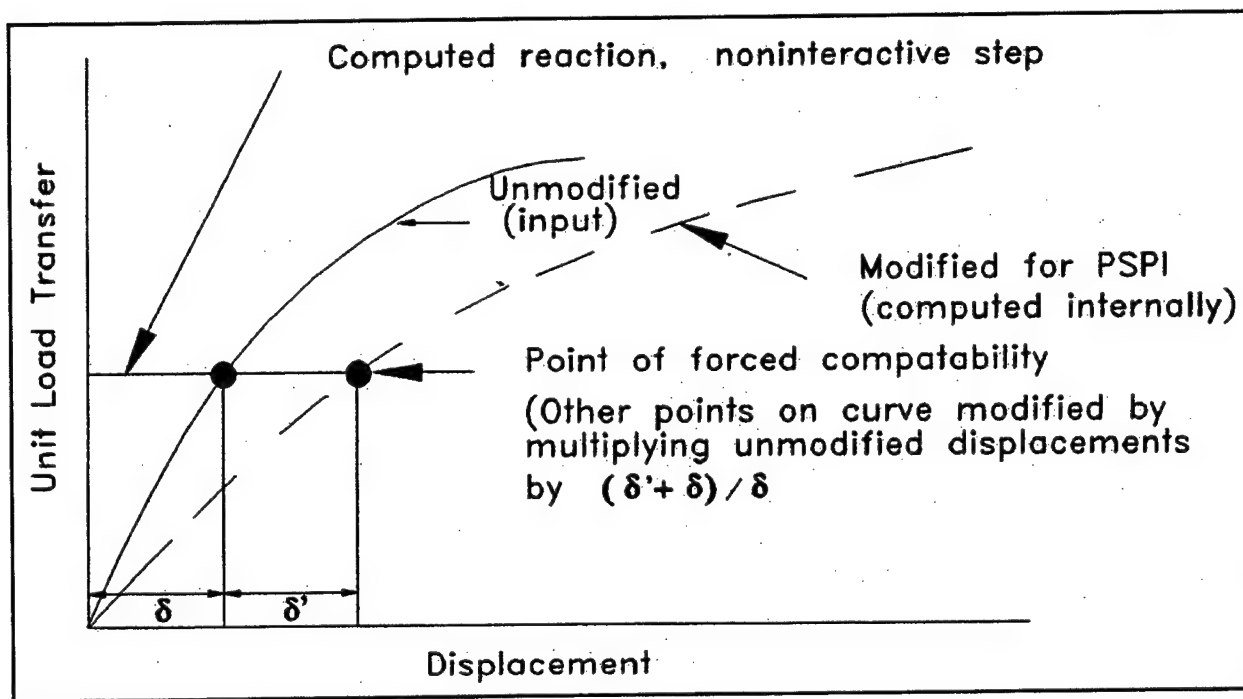 Computed reaction, noninteractive step
Unit Load Transfer
Unmodified
(input)
Modified for PSPI
(computed internally)
Point of forced compatability
(Other points on curve modified by
multiplying unmodified displacements
by (δ'+ δ) / δ
δ
δ'
Displacement